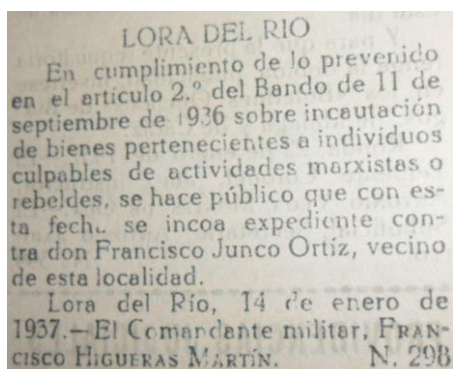 LORA DEL RIO
En cumplimiento de lo prevenido
en el artículo 2.º del Bando de 11 de
septiembre de 1936 sobre incautación
de bienes pertenecientes a individuos
culpables de actividades marxistas o
rebeldes, se hace público que con es-
ta fecha se incoa expediente con-
tra don Francisco Junco Ortíz, vecino
de esta localidad.
Lora del Río, 14 de enero de
1937.—El Comandante militar, FRAN-
CISCO HIGUERAS MARTÍN. N. 298